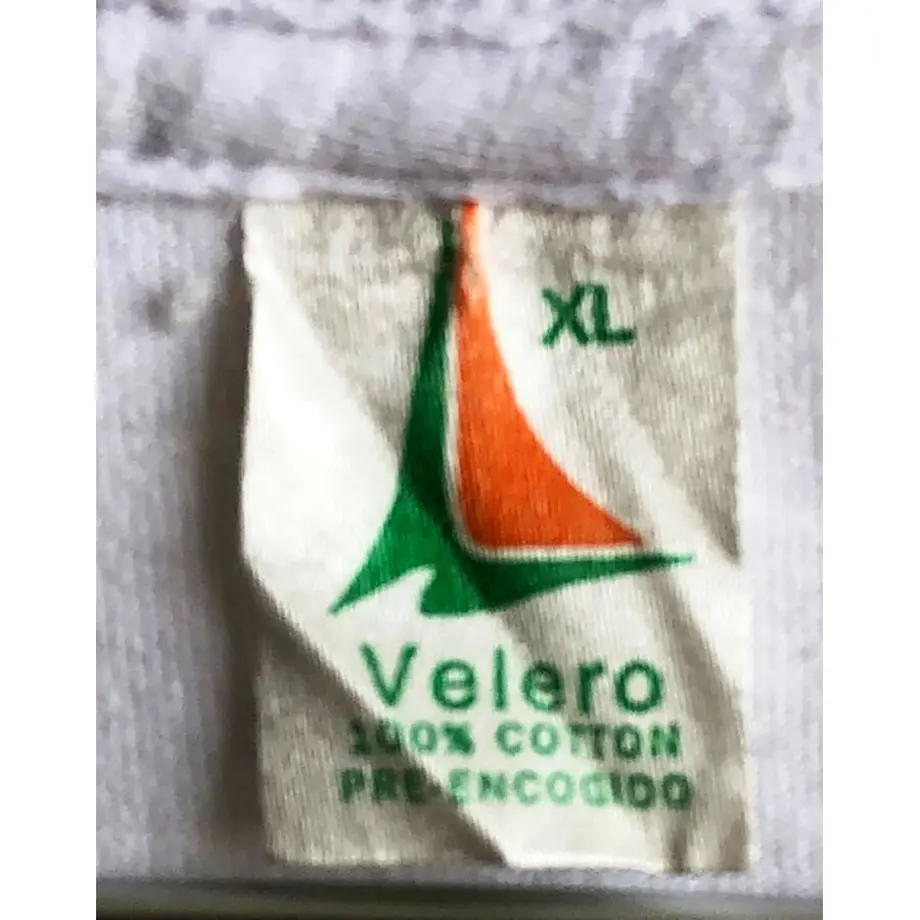 XL
Velero
100% COTTON
PRE-ENCOGIDO